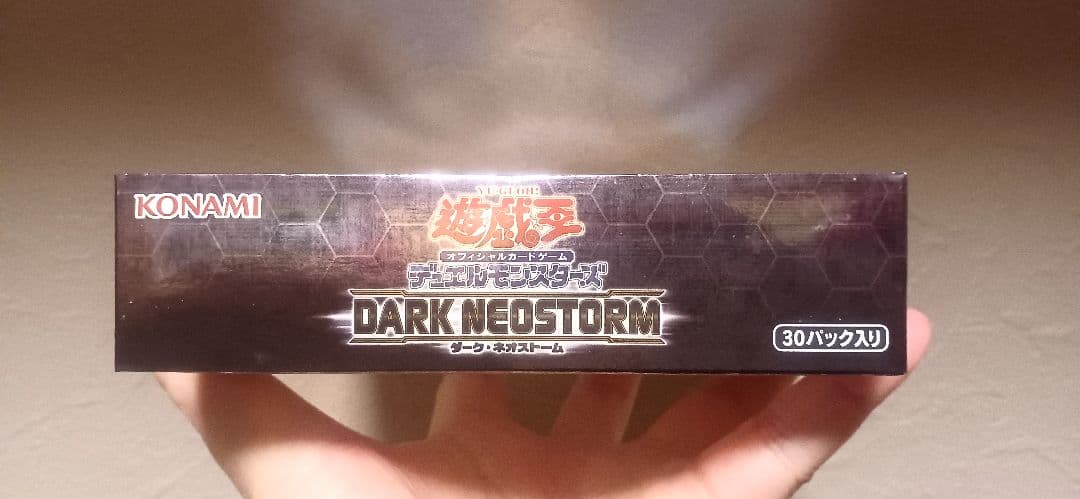 KONAMI
YU-GI-OH!
遊戯王
オフィシャルカードゲーム
デュエルモンスターズ
DARK NEOSTORM
ダーク・ネオストーム
30パック入り